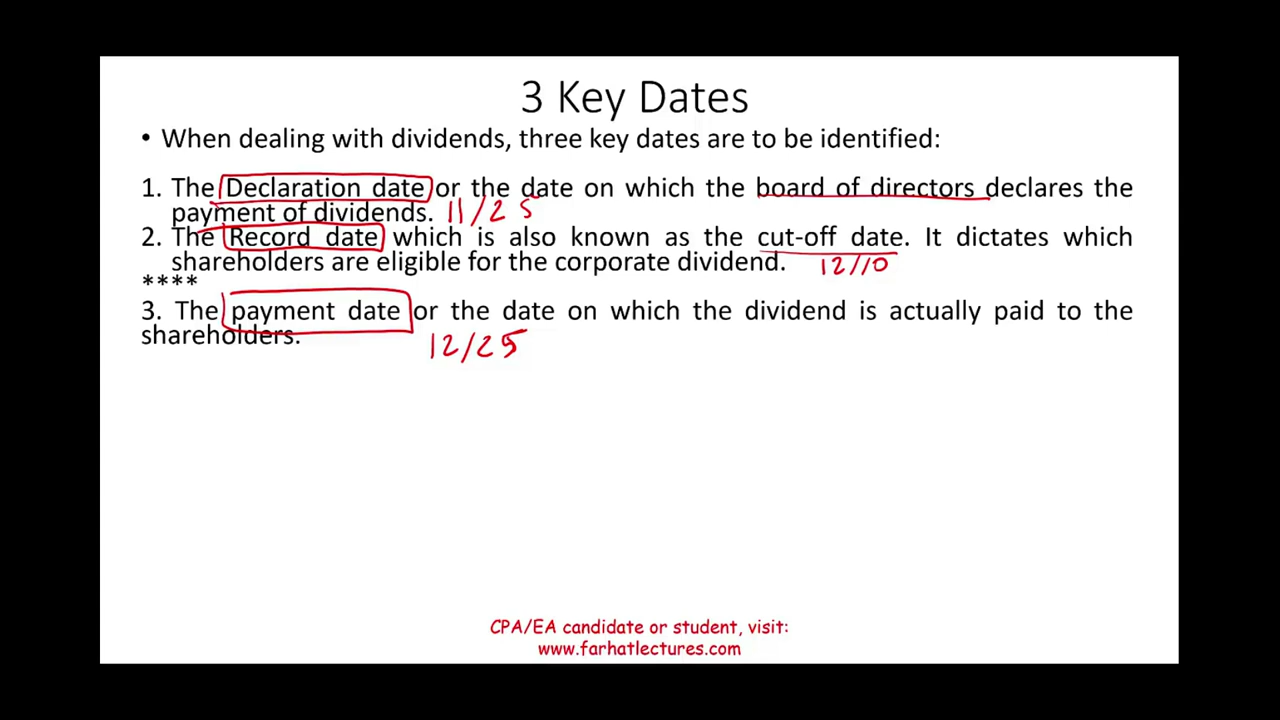 3 Key Dates
• When dealing with dividends, three key dates are to be identified:
1. The Declaration date or the date on which the board of directors declares the
payment of dividends. 11/25
2. The Record date which is also known as the cut-off date. It dictates which
shareholders are eligible for the corporate dividend. 12/10
****
3. The payment date or the date on which the dividend is actually paid to the
shareholders.
12/25
CPA/EA candidate or student, visit:
www.farhatlectures.com